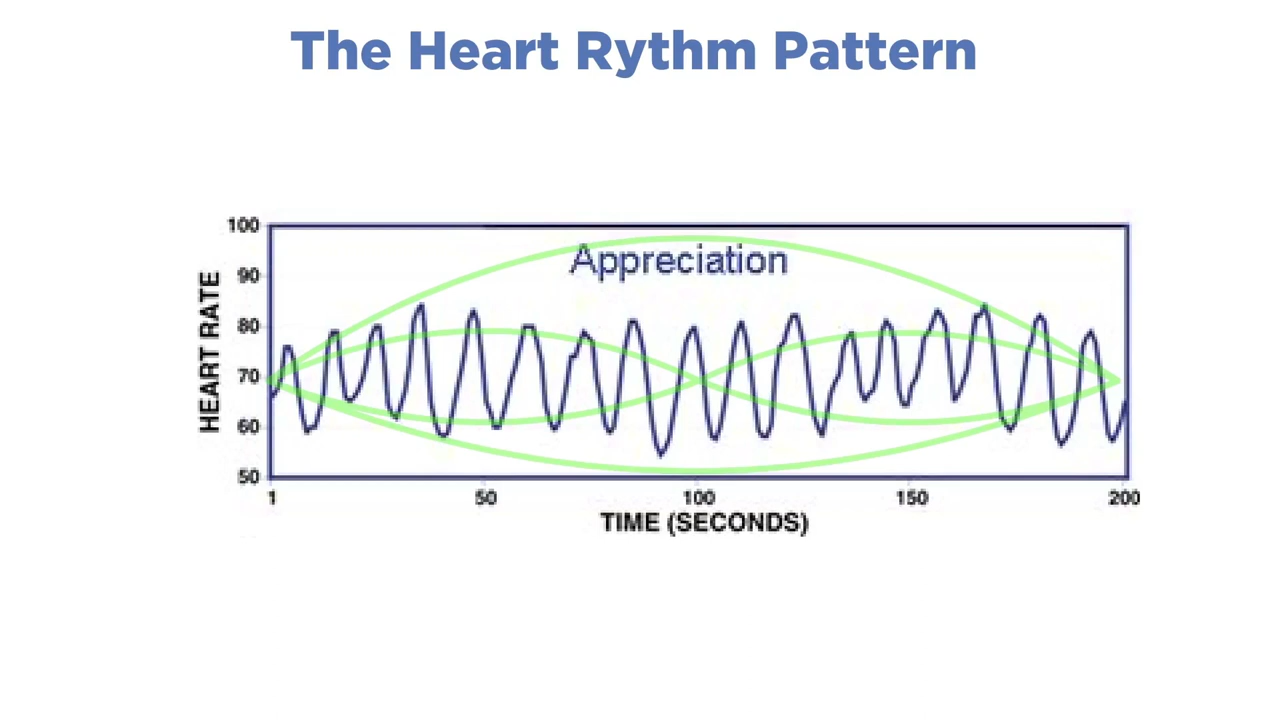 The Heart Rythm Pattern
100
Appreciation
90
80
70
60
50
HEART RATE
1 50 100 150 200
TIME (SECONDS)